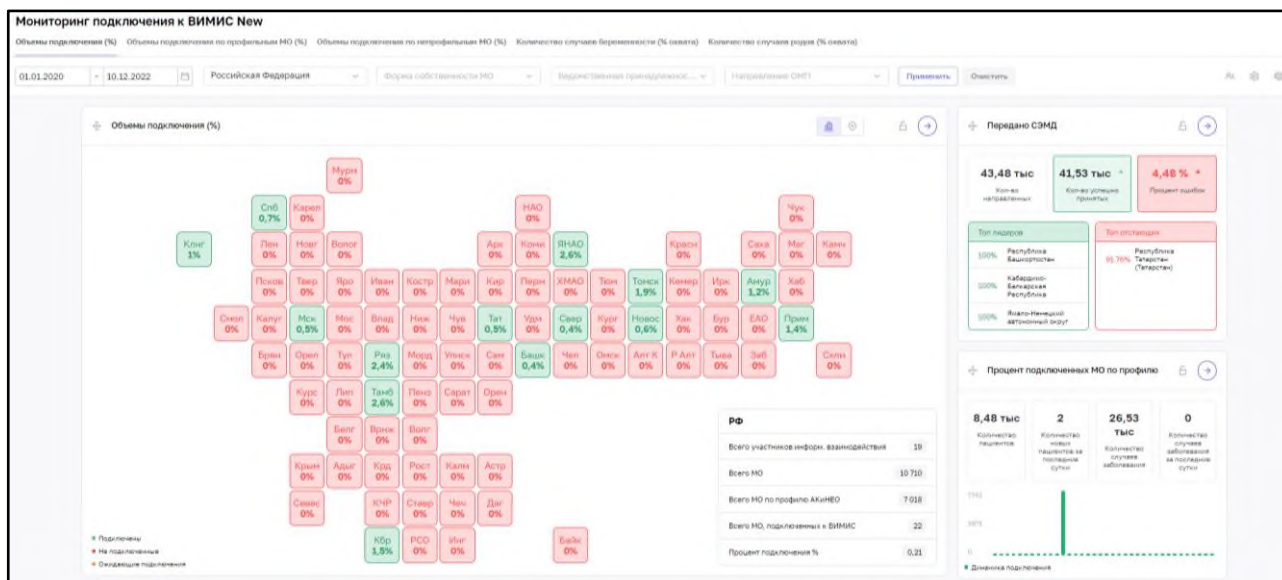 Мониторинг подключения к ВИМИС New
Объемы подключения (%) Объемы подключения по профильным МО (%) Объемы подключения по непрофильным МО (%) Количество случаев беременности (% охвата) Количество случаев родов (% охвата)
01.01.2020 - 10.12.2022 Российская Федерация Форма собственности МО Ведомственная принадлежнос... Направление ОМП Применить Очистить
Объемы подключения (%)
Мурм
0%
Спб Карел НАО Чук
0,7% 0% 0% 0%
Клнг Лен Новг Волог Арх Коми ЯНАО Красн Саха Маг Камч
1% 0% 0% 0% 0% 0% 2,6% 0% 0% 0% 0%
Псков Твер Яро Иван Костр Мари Кир Перм ХМАО Тюм Томск Кемер Ирк Амур Хаб
0% 0% 0% 0% 0% 0% 0% 0% 0% 0% 1,9% 0% 0% 1,2% 0%
Смол Калуг Мск Мос Влад Ниж Чув Тат Удм Свер Кург Новос Хак Бур ЕАО Прим
0% 0% 0,5% 0% 0% 0% 0% 0,5% 0% 0,4% 0% 0,6% 0% 0% 0% 1,4%
Брян Орел Тул Ряз Морд Улнск Сам Башк Чел Омск Алт К Р Алт Тыва Заб Схлн
0% 0% 0% 2,4% 0% 0% 0% 0,4% 0% 0% 0% 0% 0% 0% 0%
Курс Лип Тамб Пенз Сарат Орен
0% 0% 2,6% 0% 0% 0%
Белг Врнж Волг
0% 0% 0%
Крым Адыг Крд Рост Калм Астр
0% 0% 0% 0% 0% 0%
Севас КЧР Ставр Чеч Даг
0% 0% 0% 0% 0%
Кбр РСО Инг Байк
1,5% 0% 0% 0%
Подключены
Не подключенные
Ожидающие подключения
РФ
Всего участников информ. взаимодействия 19
Всего МО 10 710
Всего МО по профилю АКиНЕО 7 018
Всего МО, подключенных к ВИМИС 22
Процент подключения % 0,21
Передано СЭМД
43,48 тыс 41,53 тыс 4,48 %
Кол-во направленных
Кол-во успешно принятых
Процент ошибок
Топ лидеров
100% Республика Башкортостан
100% Кабардино-Балкарская Республика
100% Ямало-Ненецкий автономный округ
Топ отстающих
Республика Татарстан (Татарстан)
Процент подключенных МО по профилю
8,48 тыс 2 26,53 тыс 0
Количество пациентов
Количество новых пациентов за последние сутки
Количество случаев заболевания
Количество случаев заболевания за последние сутки
0
Динамика подключения